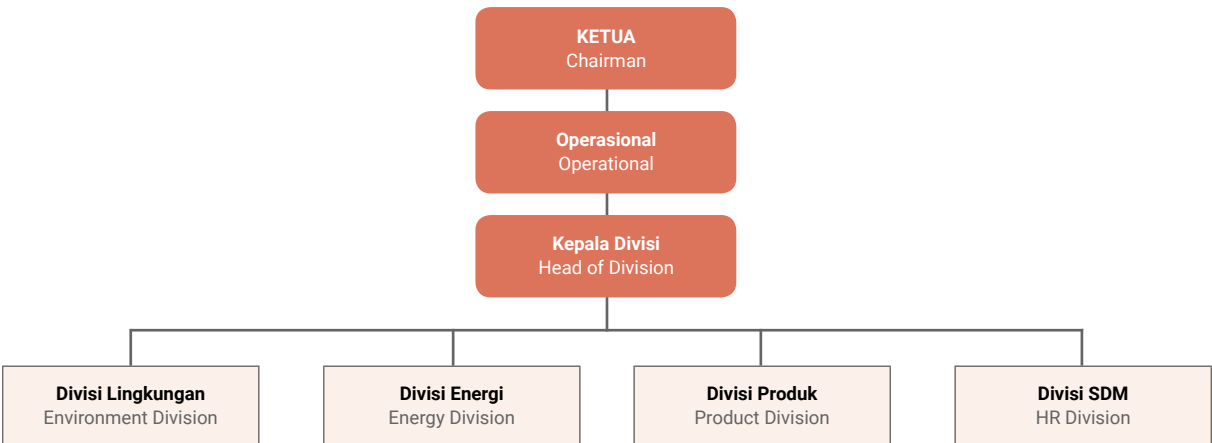 KETUA
Chairman
Operasional
Operational
Kepala Divisi
Head of Division
Divisi Lingkungan
Environment Division
Divisi Energi
Energy Division
Divisi Produk
Product Division
Divisi SDM
HR Division